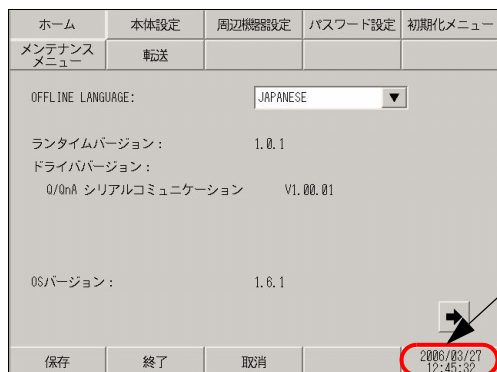 ホーム
本体設定
周辺機器設定
パスワード設定
初期化メニュー
メンテナンス
メニュー
転送
OFFLINE LANGUAGE:
JAPANESE
ランタイムバージョン : 1.0.1
ドライババージョン :
Q/QnA シリアルコミュニケーション V1.00.01
OSバージョン : 1.6.1
保存
終了
取消
2006/03/27
12:45:32